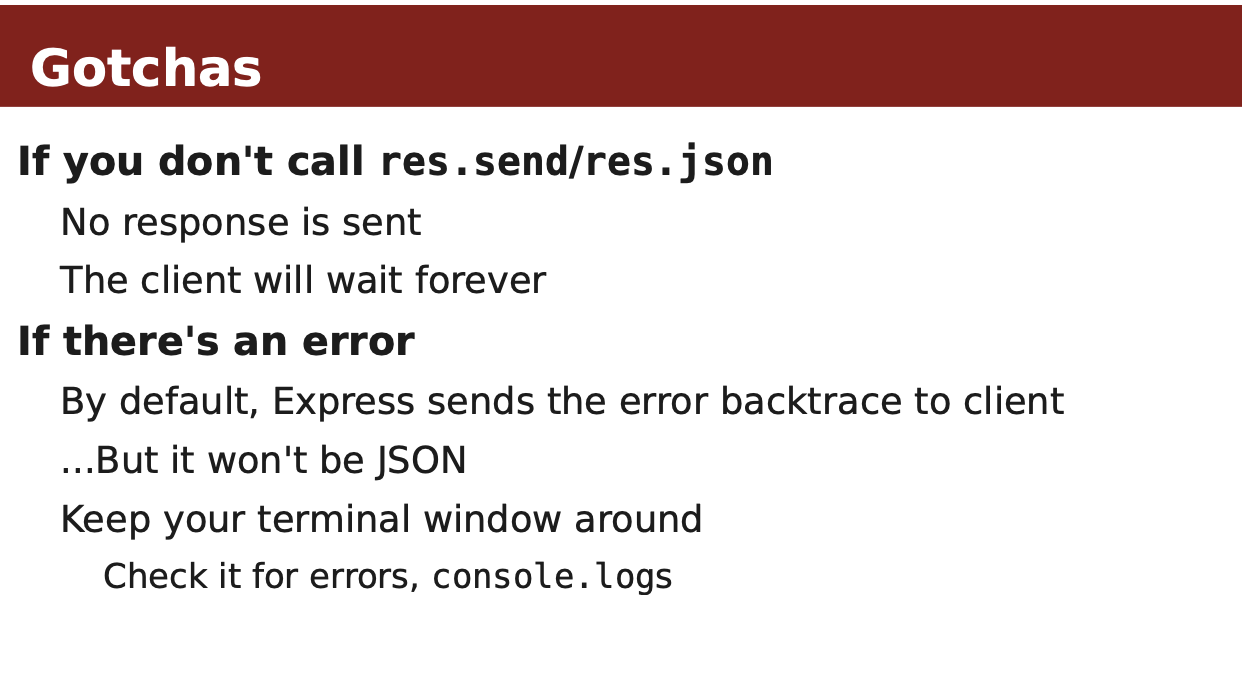 Gotchas
If you don't call res.send/res.json
No response is sent
The client will wait forever
If there's an error
By default, Express sends the error backtrace to client
...But it won't be JSON
Keep your terminal window around
Check it for errors, console.logs